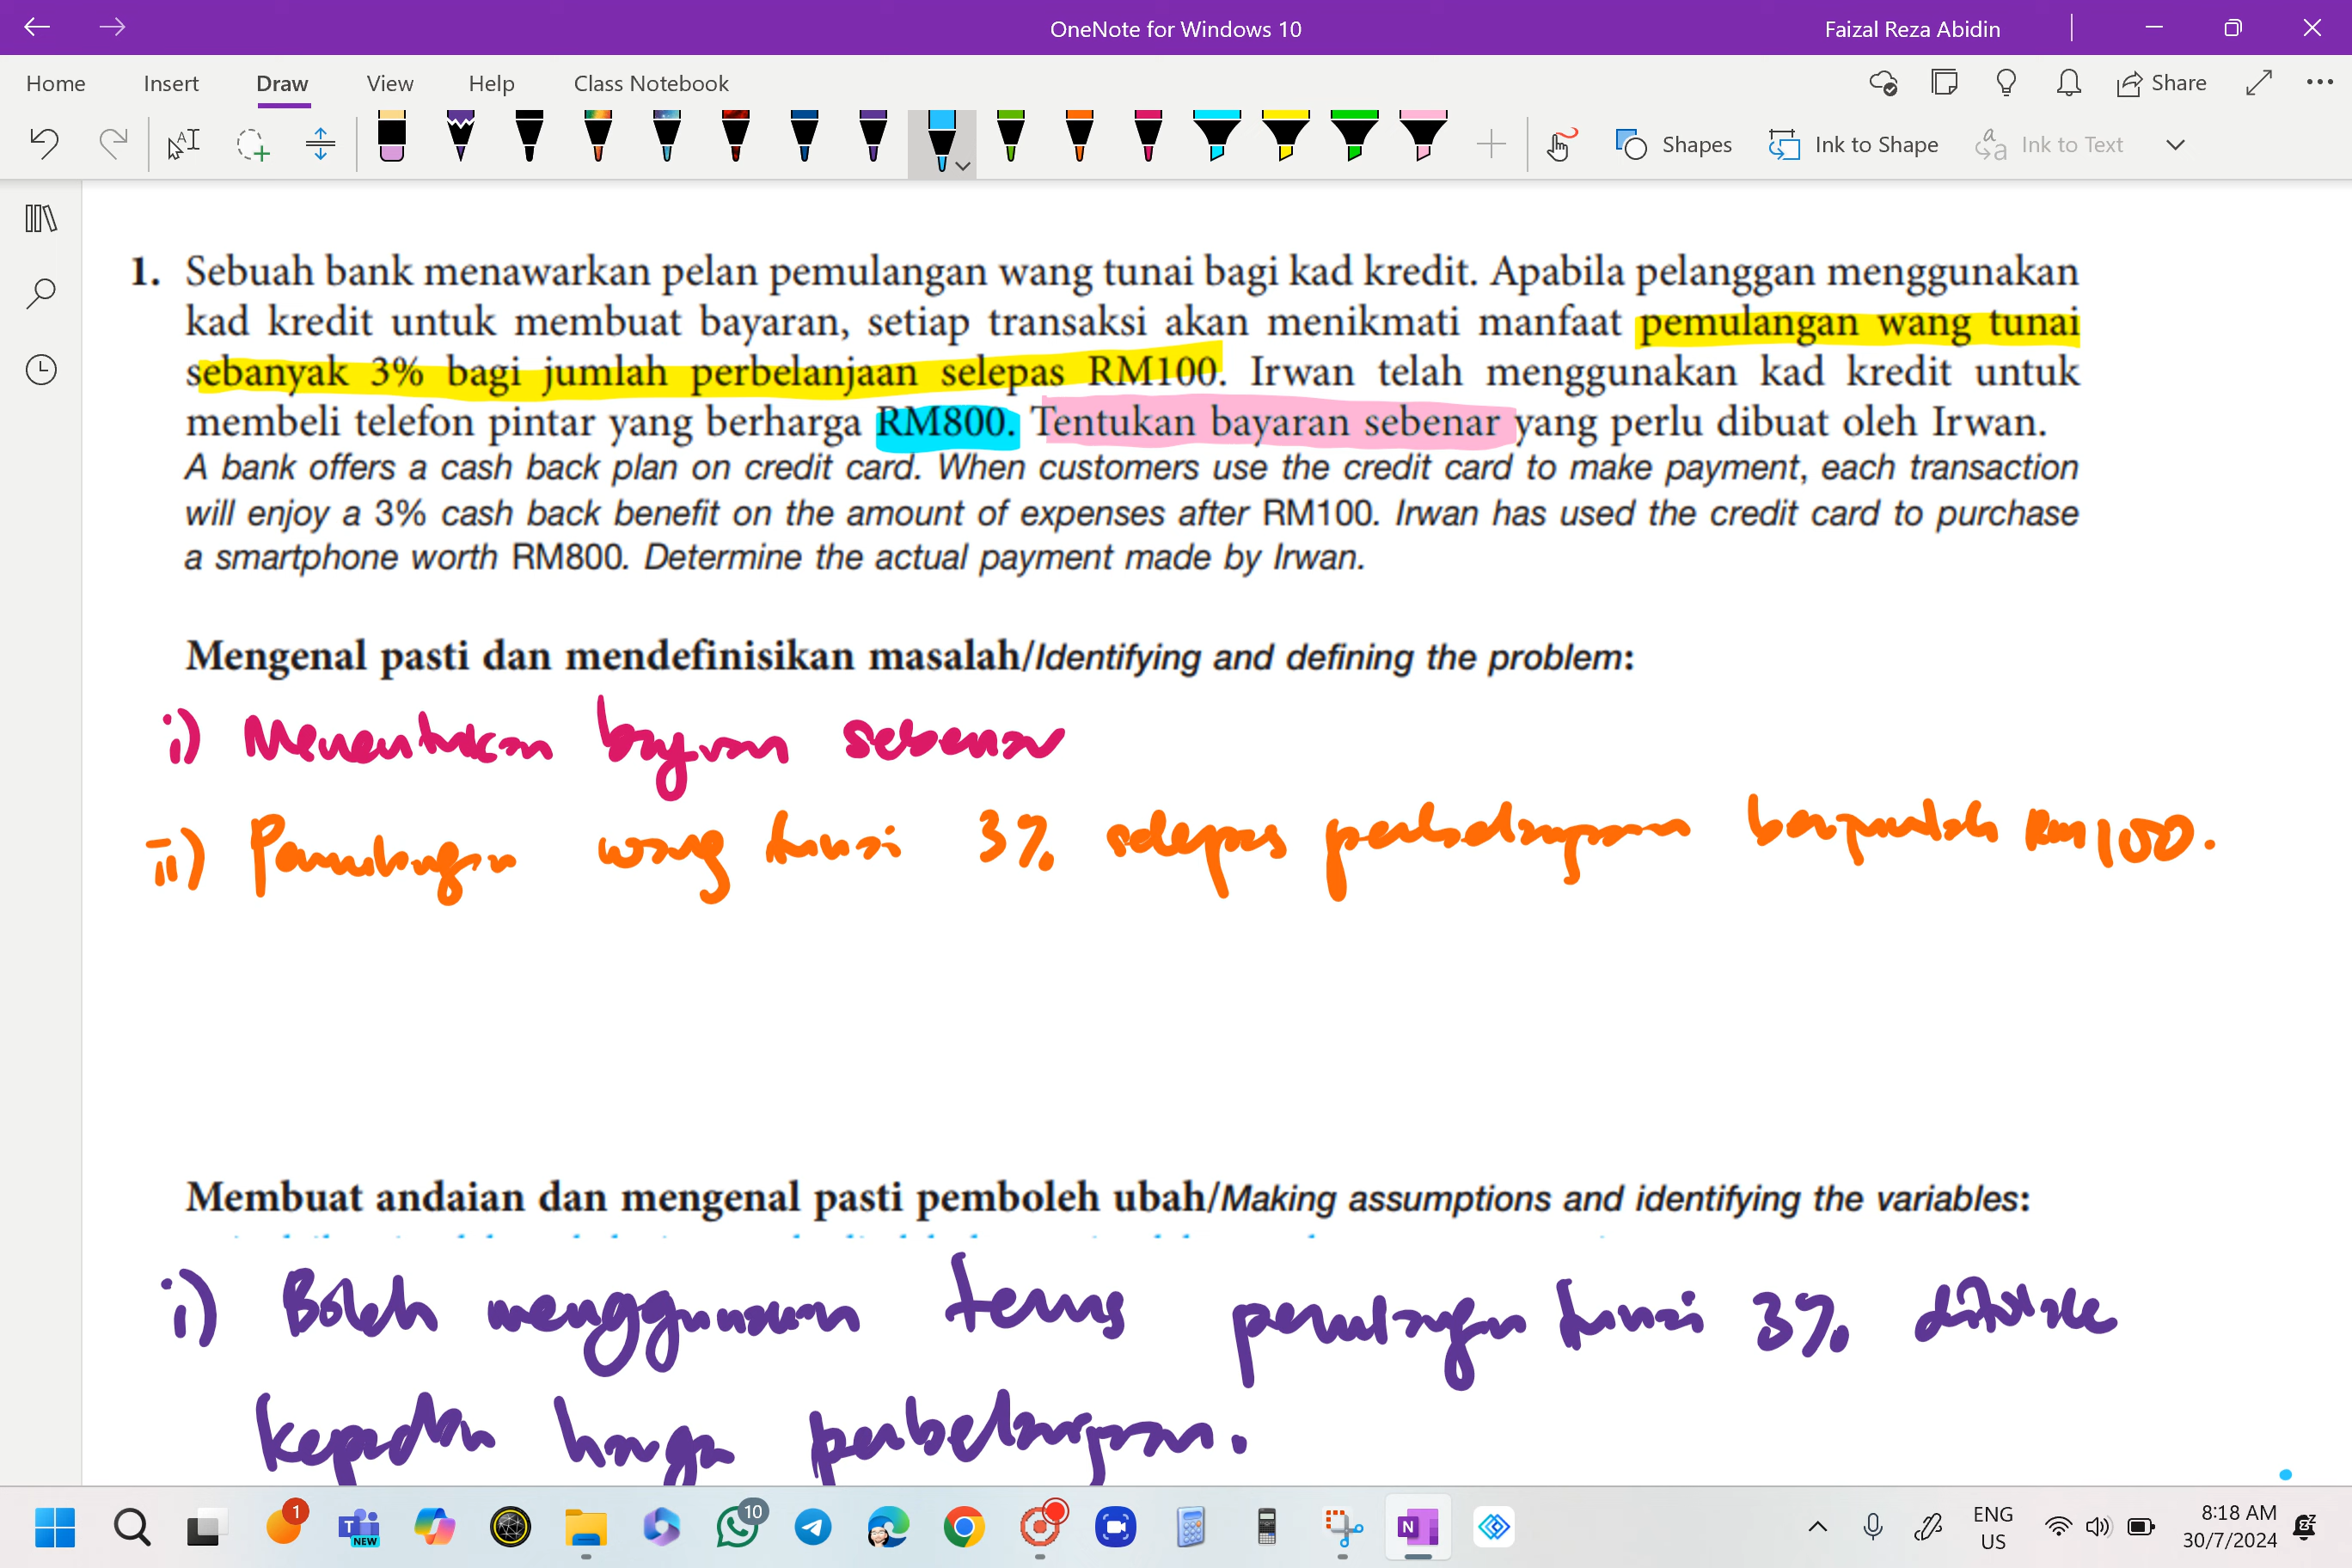 OneNote for Windows 10
Faizal Reza Abidin
Home Insert Draw View Help Class Notebook
Share
Shapes Ink to Shape Ink to Text
1. Sebuah bank menawarkan pelan pemulangan wang tunai bagi kad kredit. Apabila pelanggan menggunakan
kad kredit untuk membuat bayaran, setiap transaksi akan menikmati manfaat pemulangan wang tunai
sebanyak 3% bagi jumlah perbelanjaan selepas RM100. Irwan telah menggunakan kad kredit untuk
membeli telefon pintar yang berharga RM800. Tentukan bayaran sebenar yang perlu dibuat oleh Irwan.
A bank offers a cash back plan on credit card. When customers use the credit card to make payment, each transaction
will enjoy a 3% cash back benefit on the amount of expenses after RM100. Irwan has used the credit card to purchase
a smartphone worth RM800. Determine the actual payment made by Irwan.
Mengenal pasti dan mendefinisikan masalah/Identifying and defining the problem:
i) Menentukan bayaran sebenar
ii) Pemulangan wang tunai 3% selepas perbelanjaan berjumlah RM100.
Membuat andaian dan mengenal pasti pemboleh ubah/Making assumptions and identifying the variables:
i) Boleh menggunakan terus pemulangan tunai 3% ditolak
kepada harga perbelanjaan.
1
NEW
10
ENG
US
8:18 AM
30/7/2024